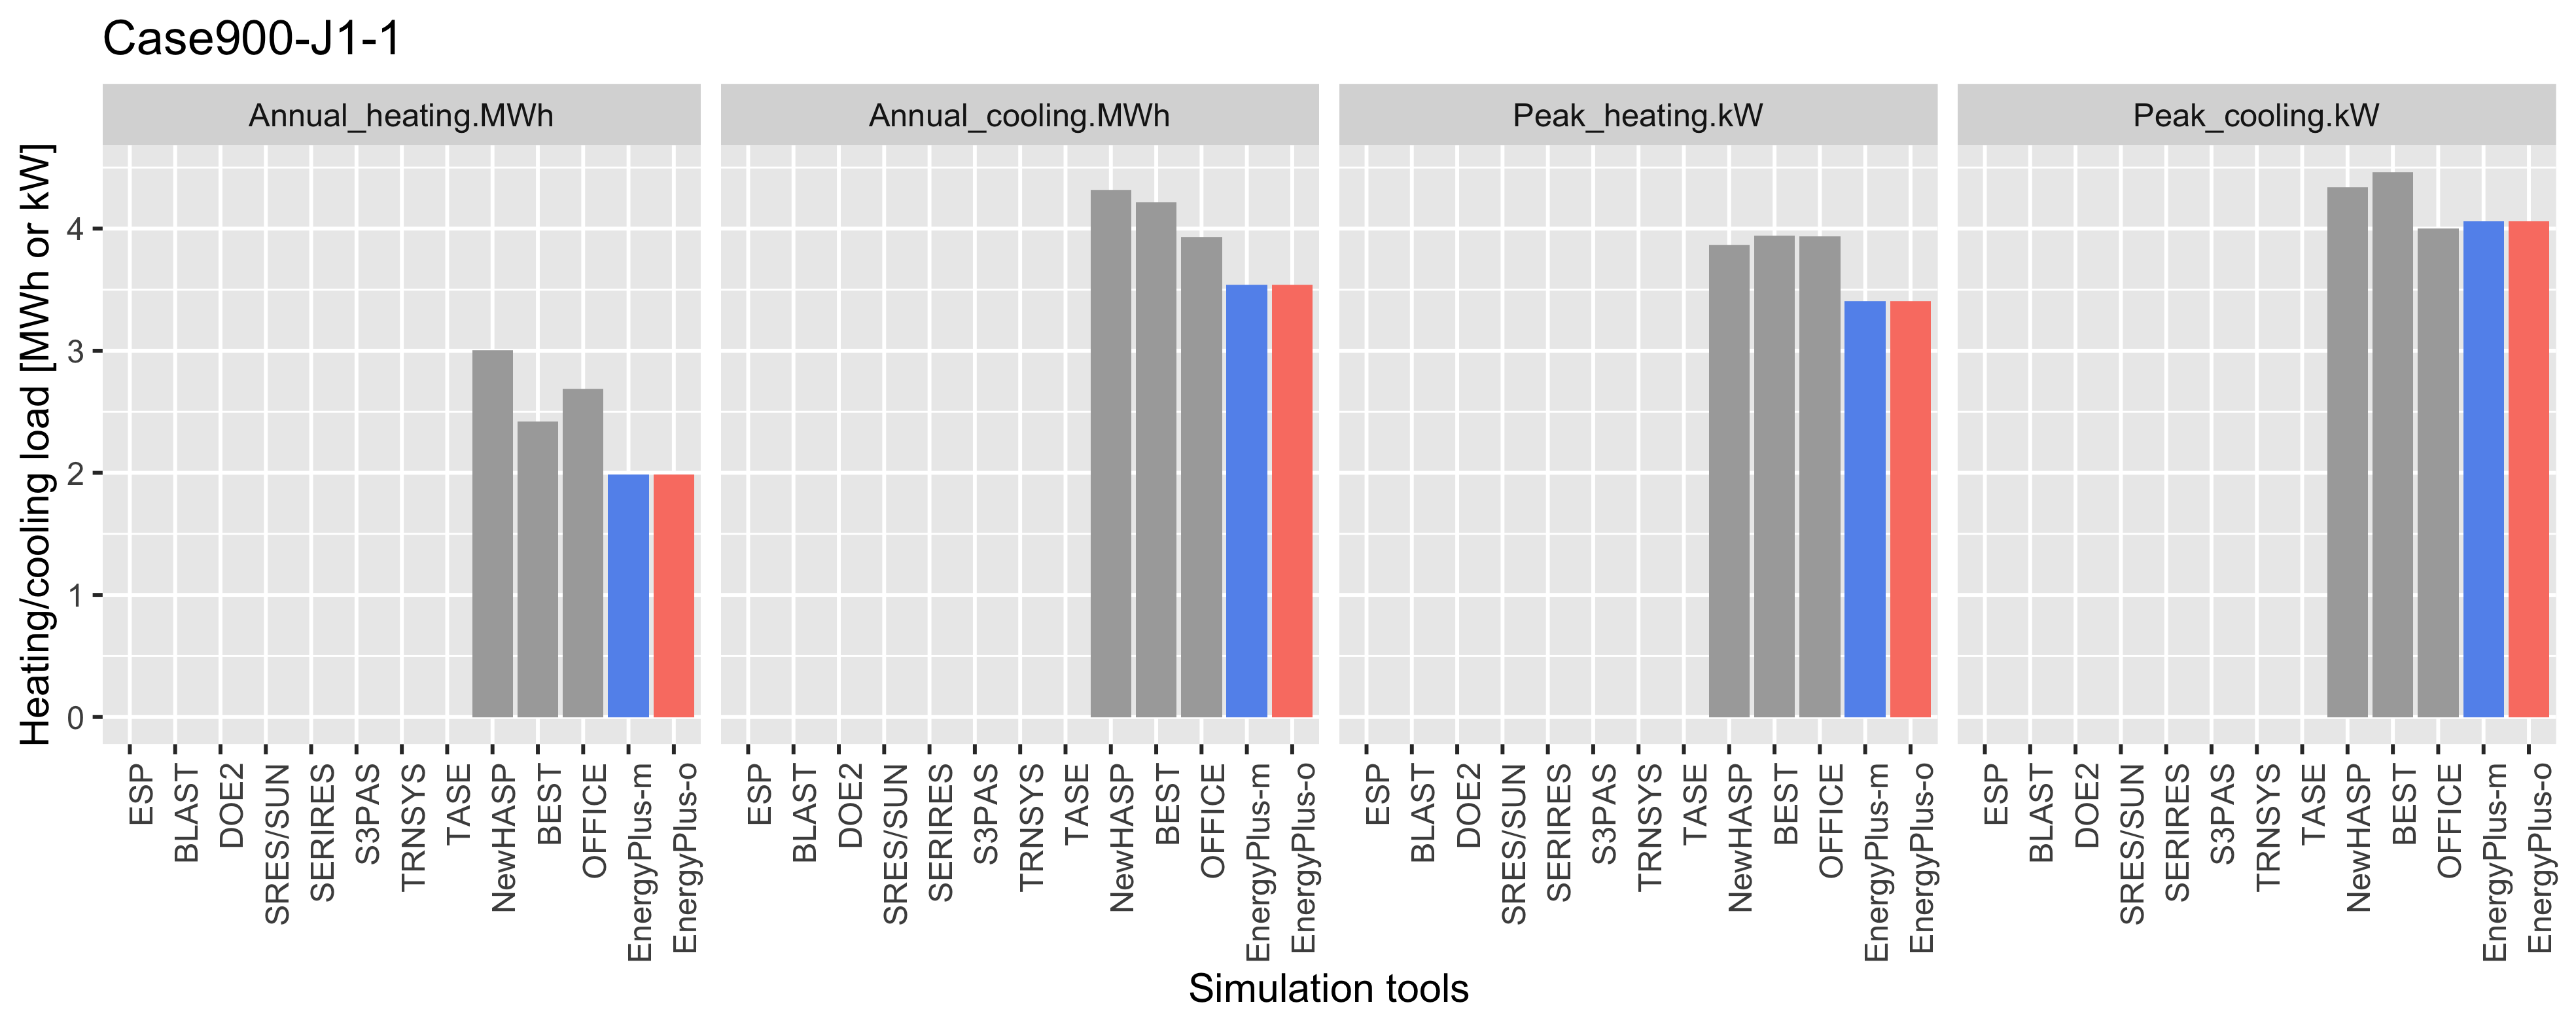 Case900-J1-1
Annual_heating.MWh
Annual_cooling.MWh
Peak_heating.kW
Peak_cooling.kW
Heating/cooling load [MWh or kW]
4
3
2
1
0
ESP
BLAST
DOE2
SRES/SUN
SERIRES
S3PAS
TRNSYS
TASE
NewHASP
BEST
OFFICE
EnergyPlus-m
EnergyPlus-o
ESP
BLAST
DOE2
SRES/SUN
SERIRES
S3PAS
TRNSYS
TASE
NewHASP
BEST
OFFICE
EnergyPlus-m
EnergyPlus-o
ESP
BLAST
DOE2
SRES/SUN
SERIRES
S3PAS
TRNSYS
TASE
NewHASP
BEST
OFFICE
EnergyPlus-m
EnergyPlus-o
ESP
BLAST
DOE2
SRES/SUN
SERIRES
S3PAS
TRNSYS
TASE
NewHASP
BEST
OFFICE
EnergyPlus-m
EnergyPlus-o
Simulation tools